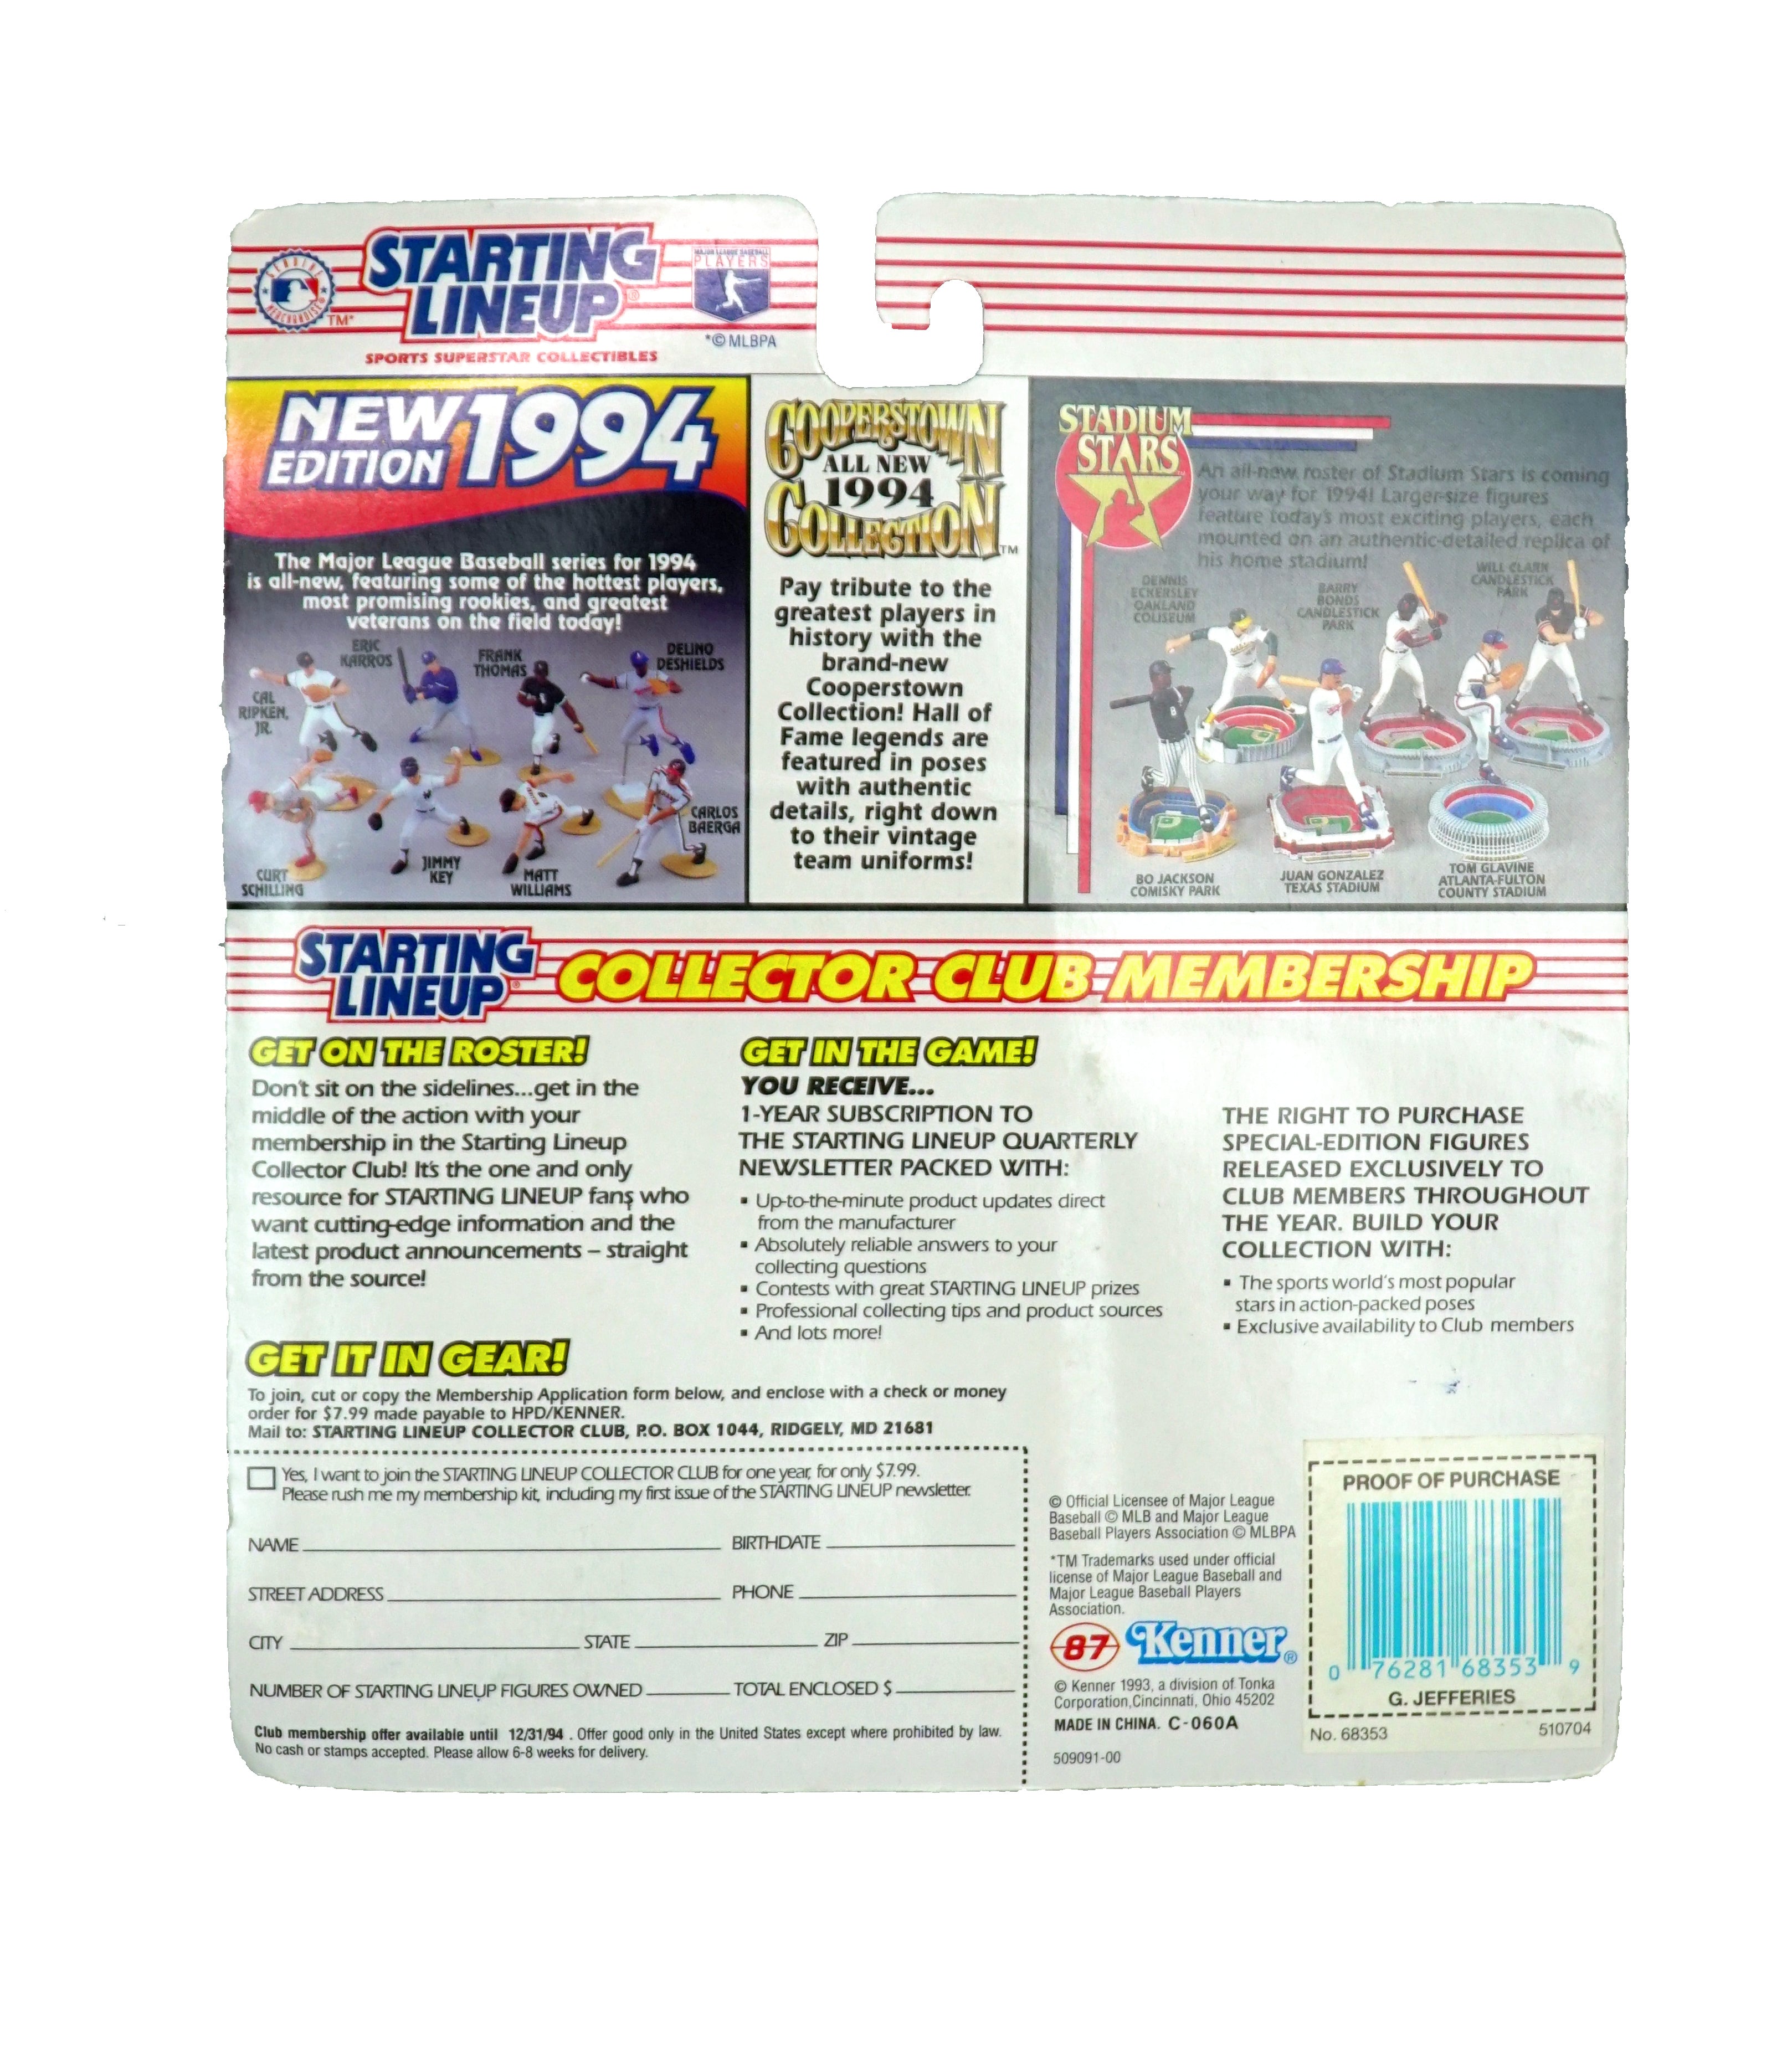 GENUINE
MERCHANDISE
TM*
STARTING
LINEUP®
SPORTS SUPERSTAR COLLECTIBLES
MAJOR LEAGUE BASEBALL
PLAYERS
*© MLBPA
NEW
EDITION
1994
The Major League Baseball series for 1994
is all-new, featuring some of the hottest players,
most promising rookies, and greatest
veterans on the field today!
CAL
RIPKEN,
JR.
ERIC
KARROS
FRANK
THOMAS
DELINO
DESHIELDS
CURT
SCHILLING
JIMMY
KEY
MATT
WILLIAMS
CARLOS
BAERGA
COOPERSTOWN
ALL NEW
1994
COLLECTION™
Pay tribute to the
greatest players in
history with the
brand-new
Cooperstown
Collection! Hall of
Fame legends are
featured in poses
with authentic
details, right down
to their vintage
team uniforms!
STADIUM
STARS™
An all-new roster of Stadium Stars is coming
your way for 1994! Larger-size figures
feature today's most exciting players, each
mounted on an authentic-detailed replica of
his home stadium!
DENNIS
ECKERSLEY
OAKLAND
COLISEUM
BARRY
BONDS
CANDLESTICK
PARK
WILL CLARK
CANDLESTICK
PARK
8
BO JACKSON
COMISKY PARK
JUAN GONZALEZ
TEXAS STADIUM
TOM GLAVINE
ATLANTA-FULTON
COUNTY STADIUM
STARTING
LINEUP®
COLLECTOR CLUB MEMBERSHIP
GET ON THE ROSTER!
Don't sit on the sidelines...get in the
middle of the action with your
membership in the Starting Lineup
Collector Club! It's the one and only
resource for STARTING LINEUP fans who
want cutting-edge information and the
latest product announcements – straight
from the source!
GET IN THE GAME!
YOU RECEIVE...
1-YEAR SUBSCRIPTION TO
THE STARTING LINEUP QUARTERLY
NEWSLETTER PACKED WITH:
▪ Up-to-the-minute product updates direct
from the manufacturer
▪ Absolutely reliable answers to your
collecting questions
▪ Contests with great STARTING LINEUP prizes
▪ Professional collecting tips and product sources
▪ And lots more!
THE RIGHT TO PURCHASE
SPECIAL-EDITION FIGURES
RELEASED EXCLUSIVELY TO
CLUB MEMBERS THROUGHOUT
THE YEAR. BUILD YOUR
COLLECTION WITH:
▪ The sports world's most popular
stars in action-packed poses
▪ Exclusive availability to Club members
GET IT IN GEAR!
To join, cut or copy the Membership Application form below, and enclose with a check or money
order for $7.99 made payable to HPD/KENNER.
Mail to: STARTING LINEUP COLLECTOR CLUB, P.O. BOX 1044, RIDGELY, MD 21681
Yes, I want to join the STARTING LINEUP COLLECTOR CLUB for one year, for only $7.99.
Please rush me my membership kit, including my first issue of the STARTING LINEUP newsletter.
NAME BIRTHDATE
STREET ADDRESS PHONE
CITY STATE ZIP
NUMBER OF STARTING LINEUP FIGURES OWNED TOTAL ENCLOSED $
Club membership offer available until 12/31/94 . Offer good only in the United States except where prohibited by law.
No cash or stamps accepted. Please allow 6-8 weeks for delivery.
© Official Licensee of Major League
Baseball © MLB and Major League
Baseball Players Association © MLBPA
*TM Trademarks used under official
license of Major League Baseball and
Major League Baseball Players
Association.
87 Kenner®
© Kenner 1993, a division of Tonka
Corporation,Cincinnati, Ohio 45202
MADE IN CHINA. C-060A
509091-00
PROOF OF PURCHASE
0 76281 68353 9
G. JEFFERIES
No. 68353 510704